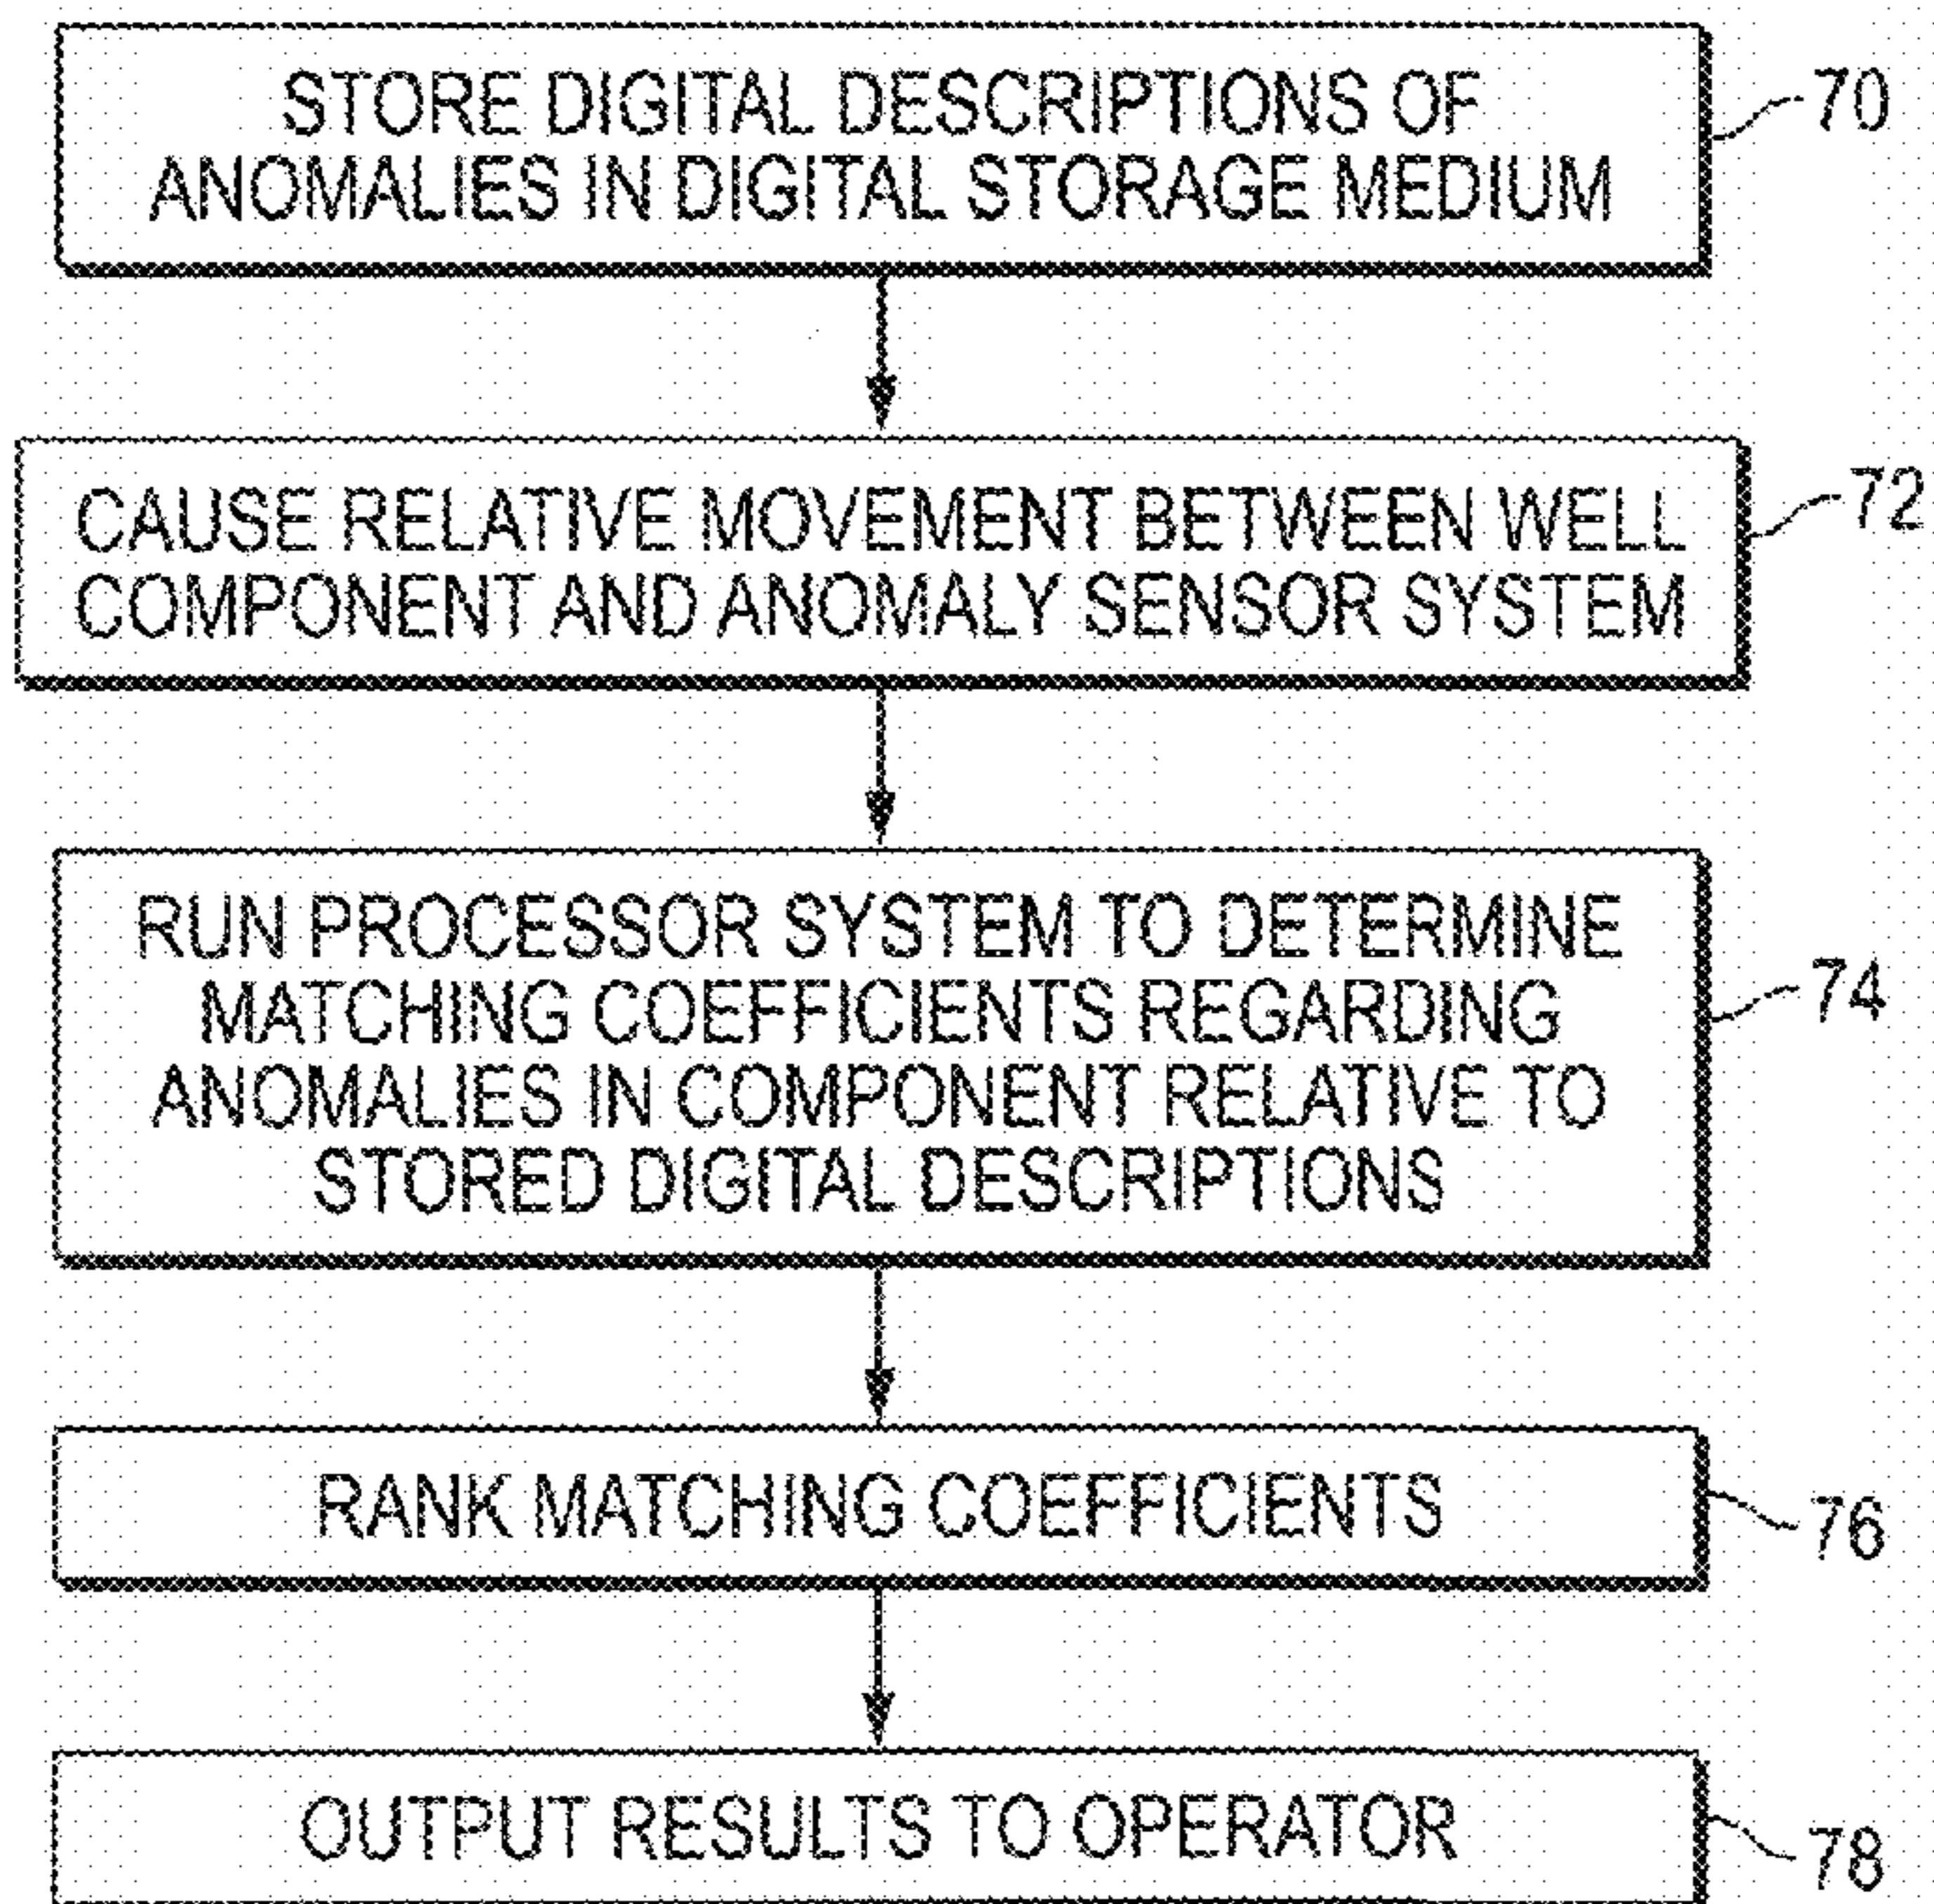 STORE DIGITAL DESCRIPTIONS OF
ANOMALIES IN DIGITAL STORAGE MEDIUM
70
CAUSE RELATIVE MOVEMENT BETWEEN WELL
COMPONENT AND ANOMALY SENSOR SYSTEM
72
RUN PROCESSOR SYSTEM TO DETERMINE
MATCHING COEFFICIENTS REGARDING
ANOMALIES IN COMPONENT RELATIVE TO
STORED DIGITAL DESCRIPTIONS
74
RANK MATCHING COEFFICIENTS
76
OUTPUT RESULTS TO OPERATOR
78